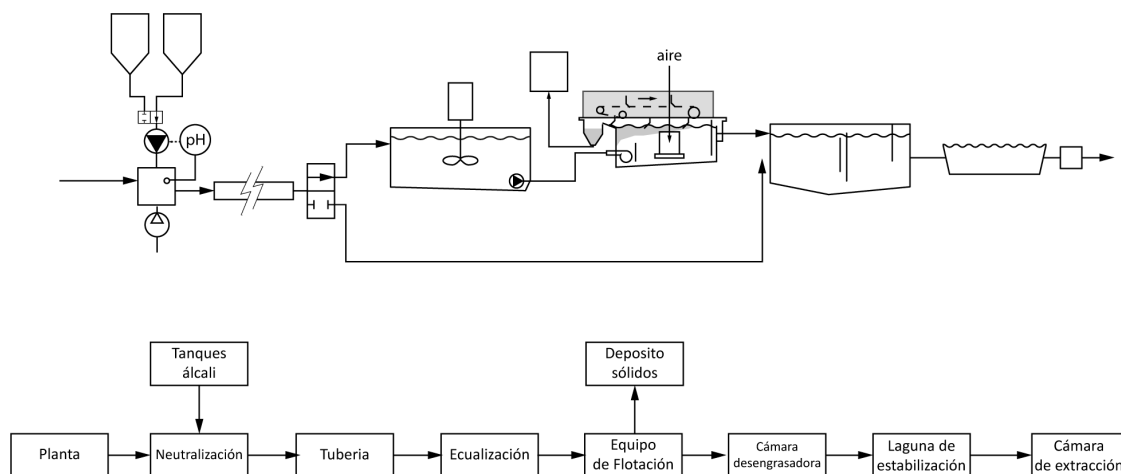 aire
pH
Tanques
álcali
Deposito
sólidos
Planta
Neutralización
Tuberia
Ecualización
Equipo
de Flotación
Cámara
desengrasadora
Laguna de
estabilización
Cámara
de extracción